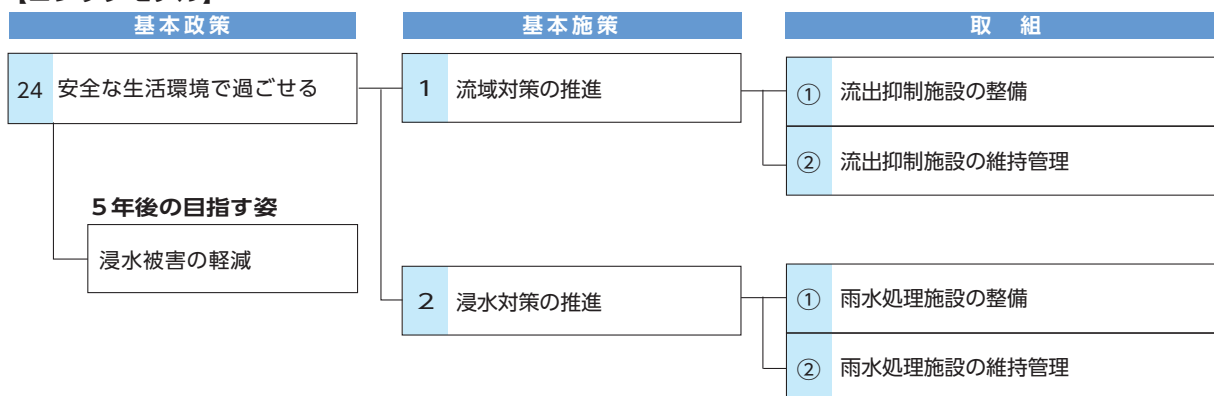 基本政策
基本施策
取 組
24 安全な生活環境で過ごせる
5年後の目指す姿
浸水被害の軽減
1 流域対策の推進
① 流出抑制施設の整備
② 流出抑制施設の維持管理
2 浸水対策の推進
① 雨水処理施設の整備
② 雨水処理施設の維持管理